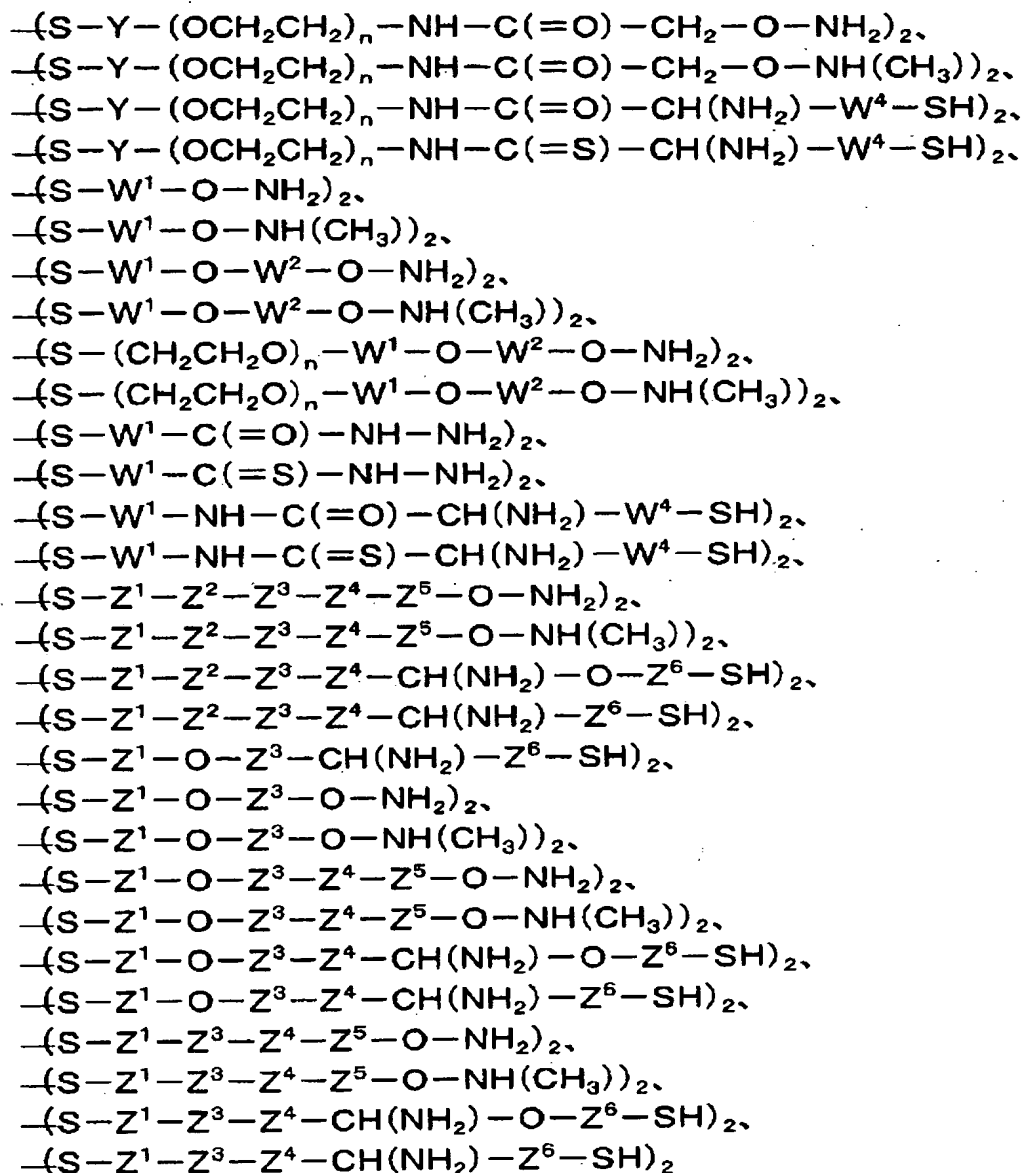 -(S-Y-(OCH₂CH₂)ₙ-NH-C(=O)-CH₂-O-NH₂)₂、
-(S-Y-(OCH₂CH₂)ₙ-NH-C(=O)-CH₂-O-NH(CH₃))₂、
-(S-Y-(OCH₂CH₂)ₙ-NH-C(=O)-CH(NH₂)-W⁴-SH)₂、
-(S-Y-(OCH₂CH₂)ₙ-NH-C(=S)-CH(NH₂)-W⁴-SH)₂、
-(S-W¹-O-NH₂)₂、
-(S-W¹-O-NH(CH₃))₂、
-(S-W¹-O-W²-O-NH₂)₂、
-(S-W¹-O-W²-O-NH(CH₃))₂、
-(S-(CH₂CH₂O)ₙ-W¹-O-W²-O-NH₂)₂、
-(S-(CH₂CH₂O)ₙ-W¹-O-W²-O-NH(CH₃))₂、
-(S-W¹-C(=O)-NH-NH₂)₂、
-(S-W¹-C(=S)-NH-NH₂)₂、
-(S-W¹-NH-C(=O)-CH(NH₂)-W⁴-SH)₂、
-(S-W¹-NH-C(=S)-CH(NH₂)-W⁴-SH)₂、
-(S-Z¹-Z²-Z³-Z⁴-Z⁵-O-NH₂)₂、
-(S-Z¹-Z²-Z³-Z⁴-Z⁵-O-NH(CH₃))₂、
-(S-Z¹-Z²-Z³-Z⁴-CH(NH₂)-O-Z⁶-SH)₂、
-(S-Z¹-Z²-Z³-Z⁴-CH(NH₂)-Z⁶-SH)₂、
-(S-Z¹-O-Z³-CH(NH₂)-Z⁶-SH)₂、
-(S-Z¹-O-Z³-O-NH₂)₂、
-(S-Z¹-O-Z³-O-NH(CH₃))₂、
-(S-Z¹-O-Z³-Z⁴-Z⁵-O-NH₂)₂、
-(S-Z¹-O-Z³-Z⁴-Z⁵-O-NH(CH₃))₂、
-(S-Z¹-O-Z³-Z⁴-CH(NH₂)-O-Z⁶-SH)₂、
-(S-Z¹-O-Z³-Z⁴-CH(NH₂)-Z⁶-SH)₂、
-(S-Z¹-Z³-Z⁴-Z⁵-O-NH₂)₂、
-(S-Z¹-Z³-Z⁴-Z⁵-O-NH(CH₃))₂、
-(S-Z¹-Z³-Z⁴-CH(NH₂)-O-Z⁶-SH)₂、
-(S-Z¹-Z³-Z⁴-CH(NH₂)-Z⁶-SH)₂